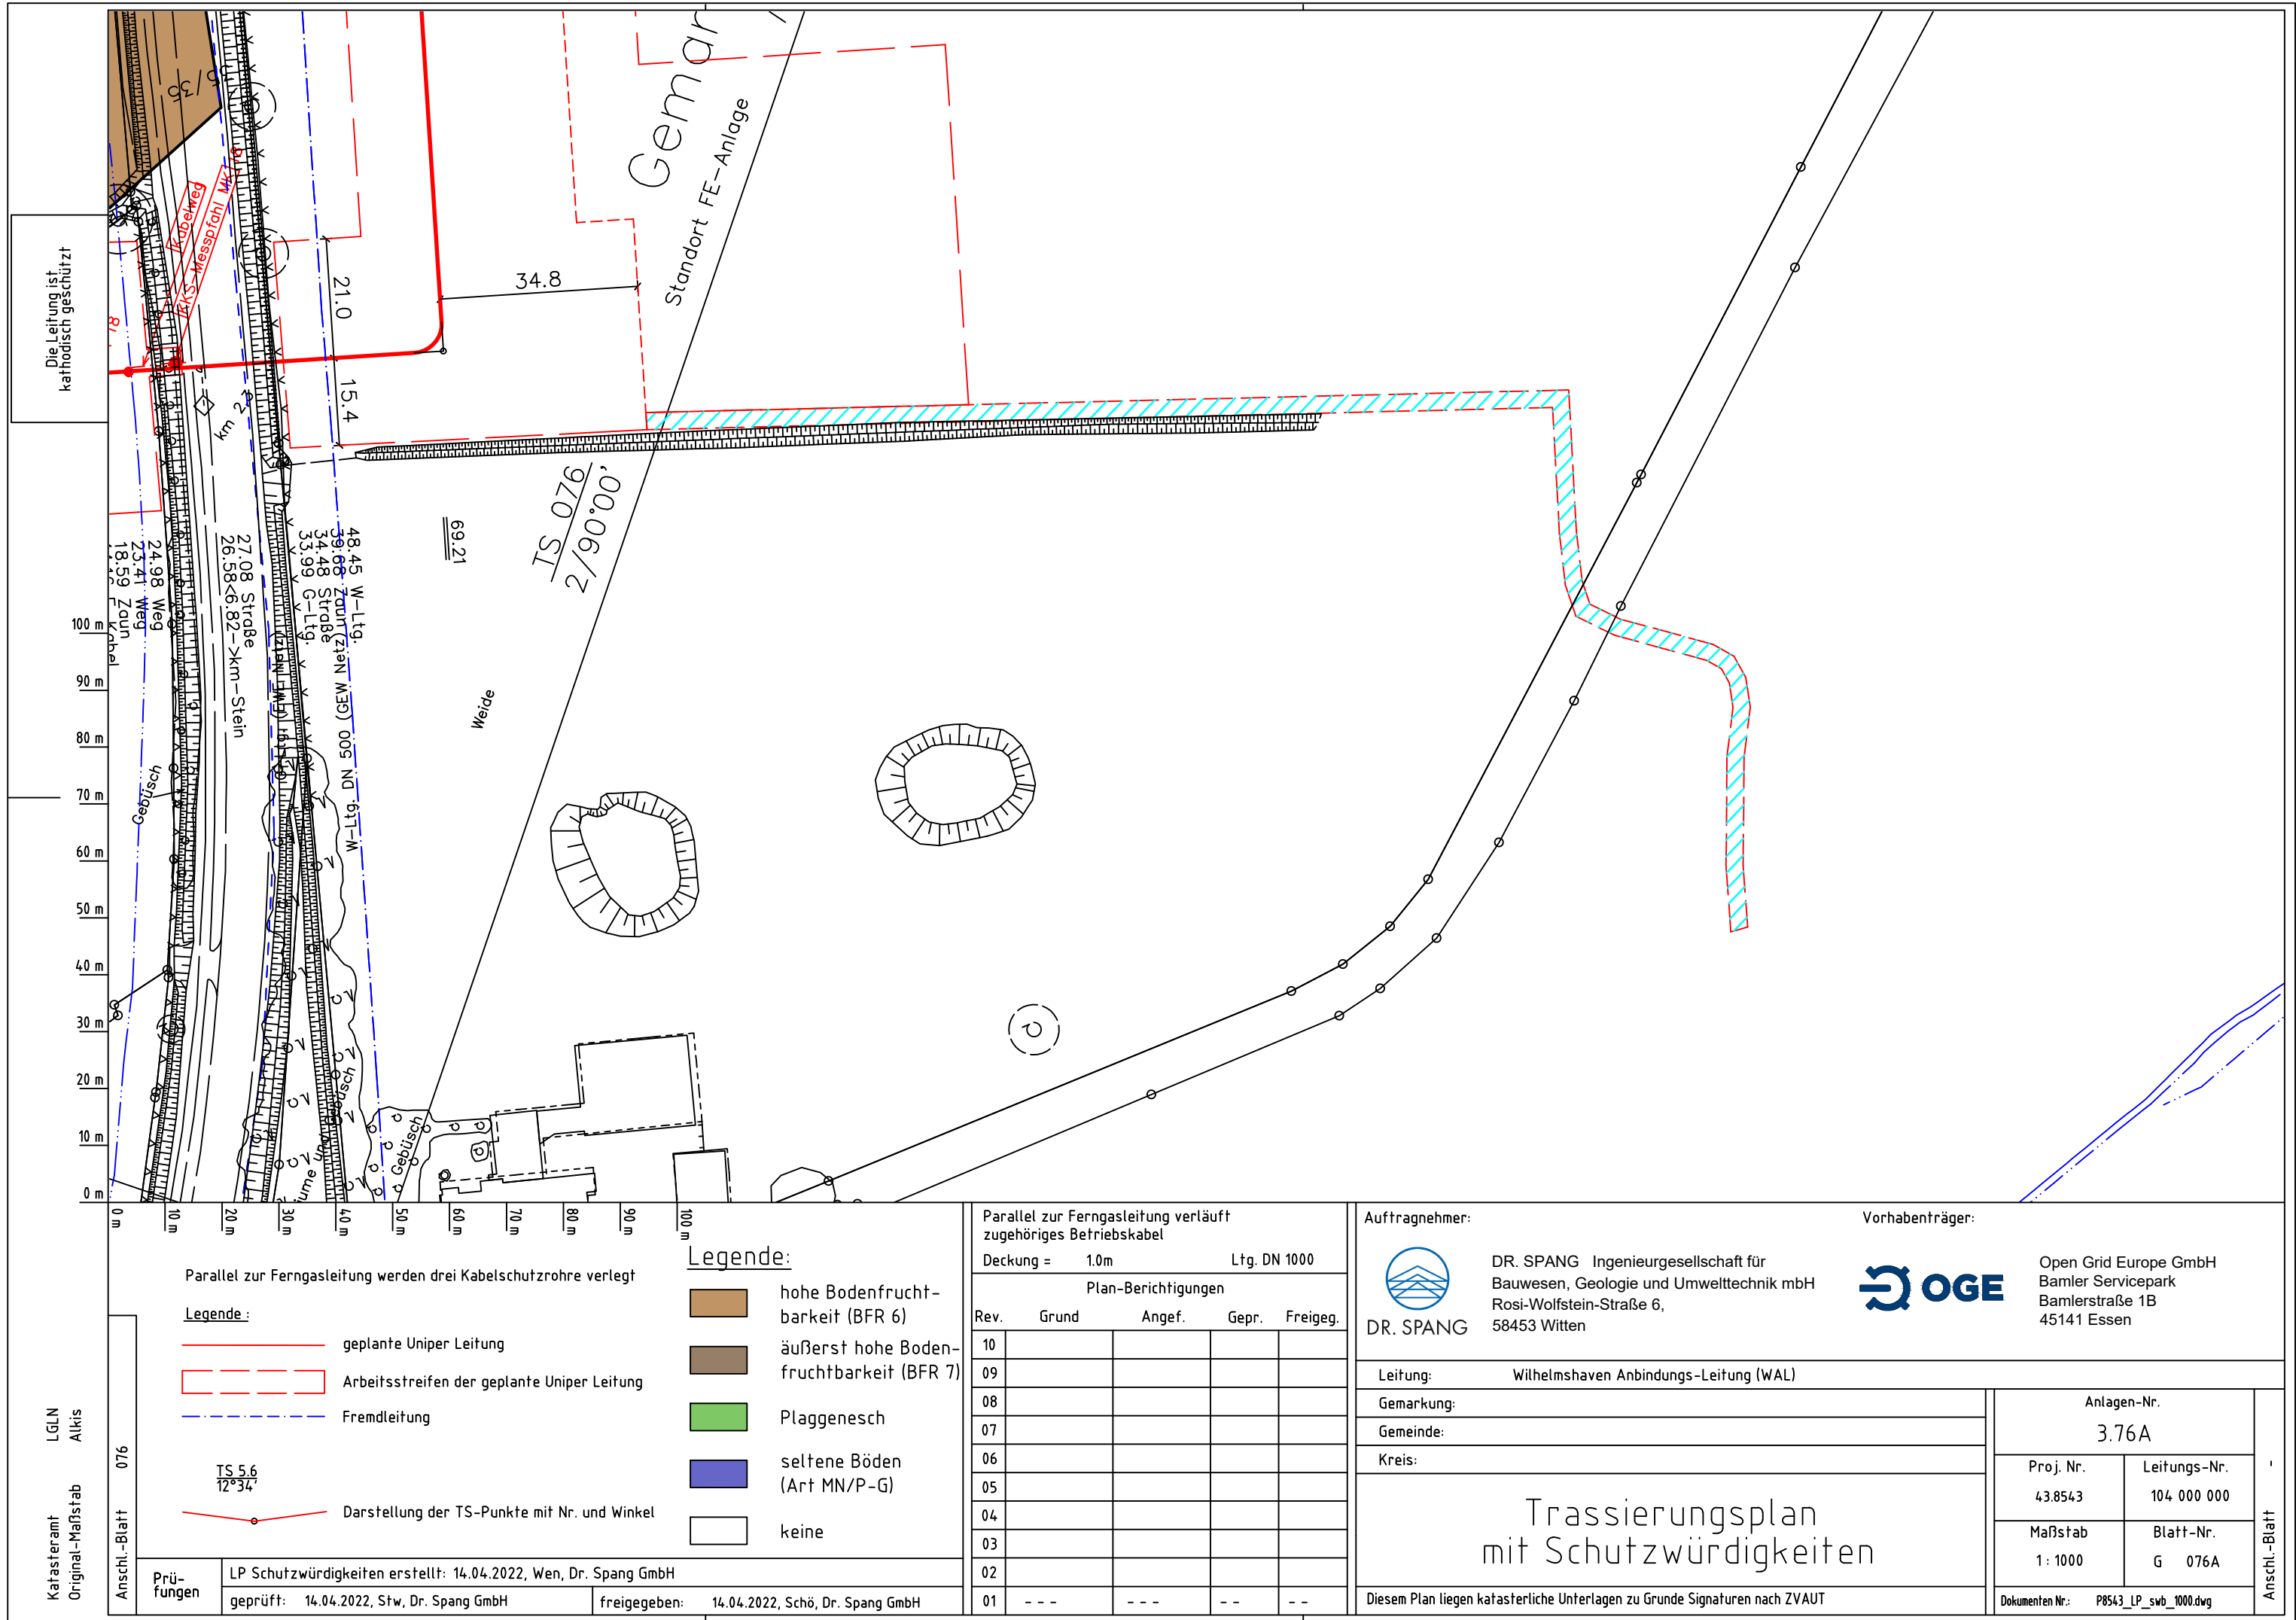 Gemar
Standort FE-Anlage
5/35
Kabelweg
KKS-Messpfahl MK 18
Die Leitung ist
kathodisch geschützt
21.0
34.8
15.4
TS 076
2/90°00'
69.21
48.45 W-Ltg.
39.68 Zaun
34.48 Straße
33.99 G-Ltg.
27.08 Straße
26.58<6.82->km-Stein
24.98 Weg
23.41 Weg
18.59 Zaun
W-Ltg. DN 500 (GEW Netz)
Weide
Gebüsch
Gebüsch
100 m
90 m
80 m
70 m
60 m
50 m
40 m
30 m
20 m
10 m
0 m
0 m
10 m
20 m
30 m
40 m
50 m
60 m
70 m
80 m
90 m
100 m
Parallel zur Ferngasleitung werden drei Kabelschutzrohre verlegt
Legende :
geplante Uniper Leitung
Arbeitsstreifen der geplante Uniper Leitung
Fremdleitung
TS 5.6
12°34'
Darstellung der TS-Punkte mit Nr. und Winkel
Legende:
hohe Bodenfrucht-
barkeit (BFR 6)
äußerst hohe Boden-
fruchtbarkeit (BFR 7)
Plaggenesch
seltene Böden
(Art MN/P-G)
keine
Katasteramt LGLN
Original-Maßstab Alkis
Anschl.-Blatt 076
Prü-
fungen
LP Schutzwürdigkeiten erstellt: 14.04.2022, Wen, Dr. Spang GmbH
geprüft: 14.04.2022, Stw, Dr. Spang GmbH
freigegeben: 14.04.2022, Schö, Dr. Spang GmbH
Parallel zur Ferngasleitung verläuft
zugehöriges Betriebskabel
Deckung = 1.0m Ltg. DN 1000
Plan-Berichtigungen
Rev. Grund Angef. Gepr. Freigeg.
10
09
08
07
06
05
04
03
02
01 --- --- -- --
Auftragnehmer:
DR. SPANG
DR. SPANG Ingenieurgesellschaft für
Bauwesen, Geologie und Umwelttechnik mbH
Rosi-Wolfstein-Straße 6,
58453 Witten
Vorhabenträger:
OGE
Open Grid Europe GmbH
Bamler Servicepark
Bamlerstraße 1B
45141 Essen
Leitung: Wilhelmshaven Anbindungs-Leitung (WAL)
Gemarkung:
Gemeinde:
Kreis:
Trassierungsplan
mit Schutzwürdigkeiten
Diesem Plan liegen katasterliche Unterlagen zu Grunde Signaturen nach ZVAUT
Anlagen-Nr.
3.76A
Proj. Nr.
43.8543
Leitungs-Nr.
104 000 000
Maßstab
1 : 1000
Blatt-Nr.
G 076A
Dokumenten Nr.: P8543_LP_swb_1000.dwg
Anschl.-Blatt -